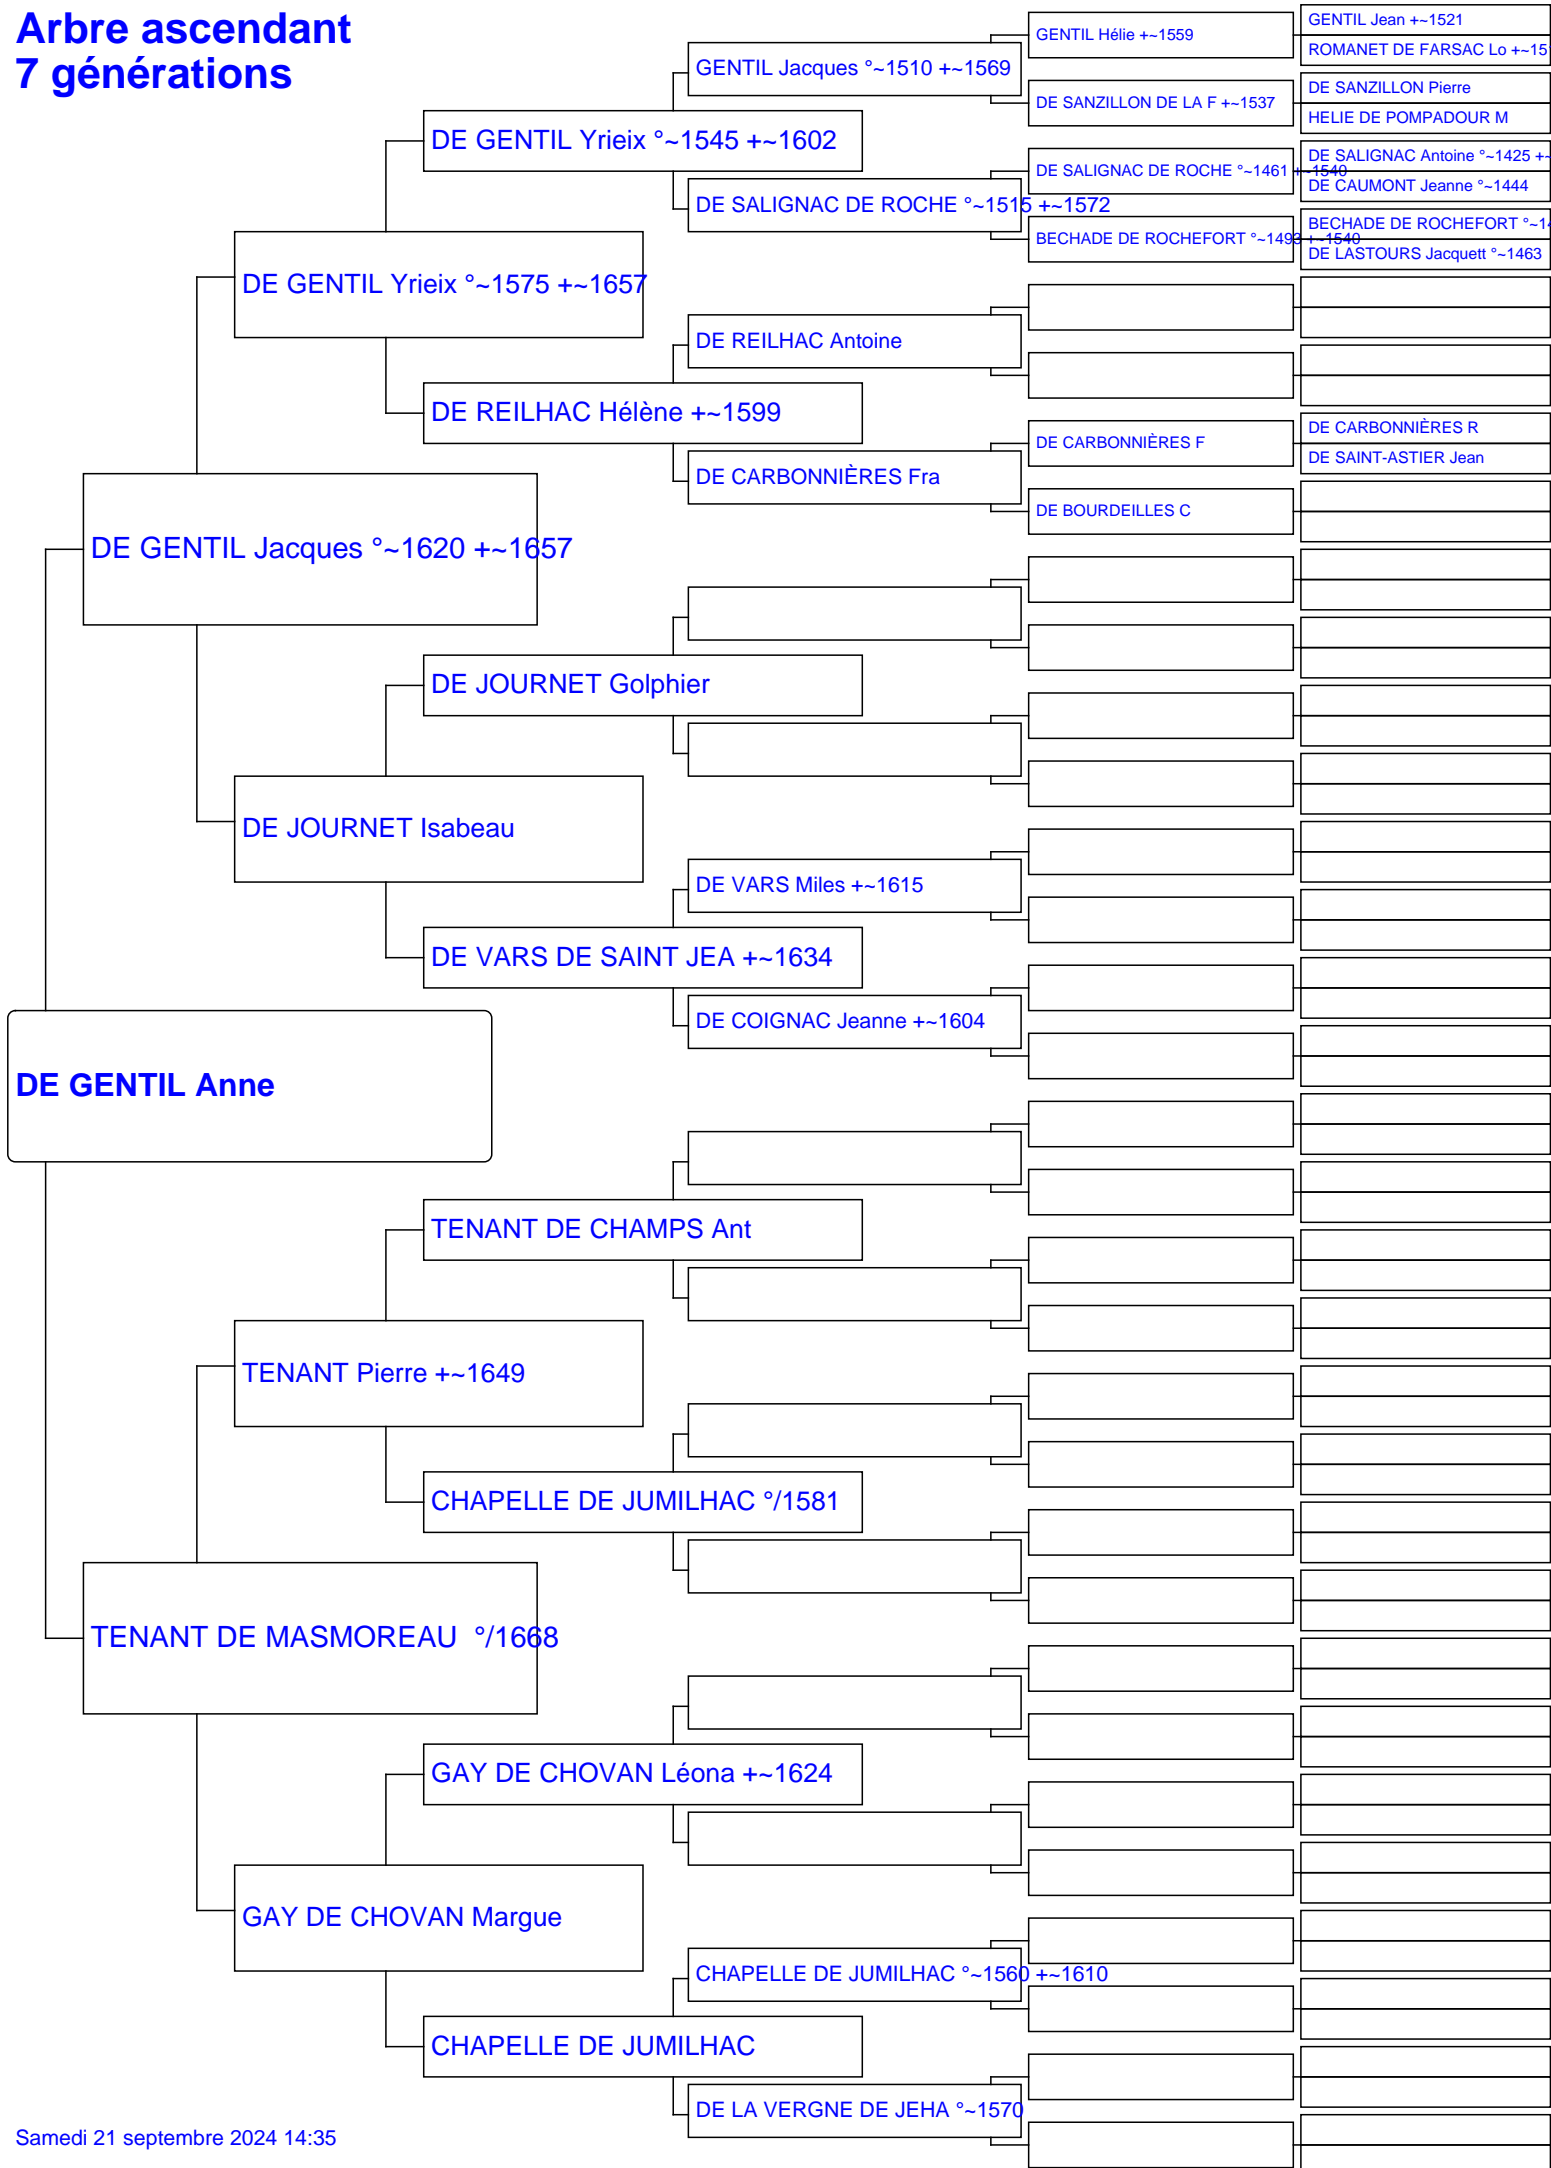 Arbre ascendant
7 générations
GENTIL Jean +~1521
GENTIL Hélie +~1559
ROMANET DE FARSAC Lo +~15
GENTIL Jacques °~1510 +~1569
DE SANZILLON Pierre
DE SANZILLON DE LA F +~1537
HELIE DE POMPADOUR M
DE GENTIL Yrieix °~1545 +~1602
DE SALIGNAC Antoine °~1425 +~
DE SALIGNAC DE ROCHE °~1461 +~1540
DE CAUMONT Jeanne °~1444
DE SALIGNAC DE ROCHE °~1515 +~1572
BECHADE DE ROCHEFORT °~14
BECHADE DE ROCHEFORT °~1493 +~1540
DE LASTOURS Jacquett °~1463
DE GENTIL Yrieix °~1575 +~1657
DE REILHAC Antoine
DE REILHAC Hélène +~1599
DE CARBONNIÈRES R
DE CARBONNIÈRES F
DE SAINT-ASTIER Jean
DE CARBONNIÈRES Fra
DE BOURDEILLES C
DE GENTIL Jacques °~1620 +~1657
DE JOURNET Golphier
DE JOURNET Isabeau
DE VARS Miles +~1615
DE VARS DE SAINT JEA +~1634
DE COIGNAC Jeanne +~1604
DE GENTIL Anne
TENANT DE CHAMPS Ant
TENANT Pierre +~1649
CHAPELLE DE JUMILHAC °/1581
TENANT DE MASMOREAU °/1668
GAY DE CHOVAN Léona +~1624
GAY DE CHOVAN Margue
CHAPELLE DE JUMILHAC °~1560 +~1610
CHAPELLE DE JUMILHAC
DE LA VERGNE DE JEHA °~1570
Samedi 21 septembre 2024 14:35